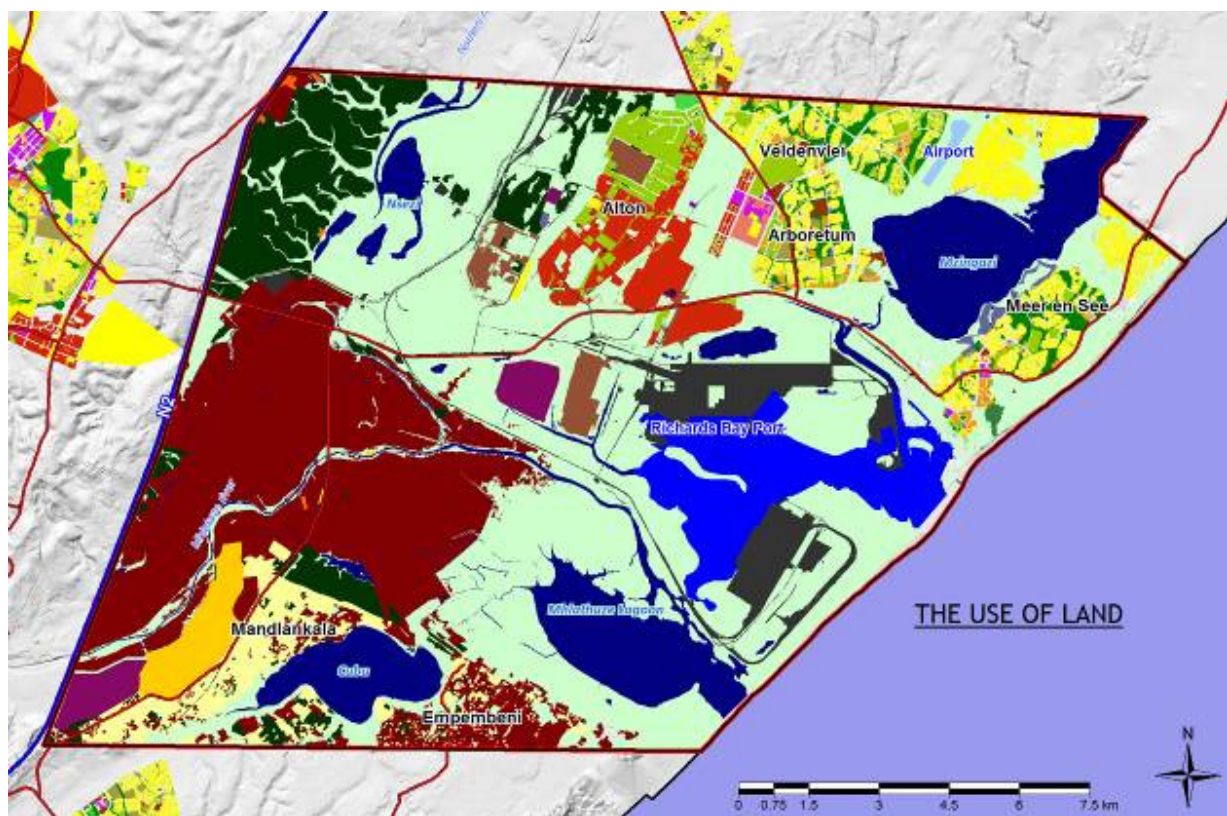 Nsezi
Veldenvlei
Airport
Alton
Arboretum
Mzingazi
Meer en See
N2
Richards Bay Port
Mhlathuze Lagoon
THE USE OF LAND
Mandlankala
Cubu
Empembeni
N
0 0.75 1.5 3 4.5 6 7.5 km